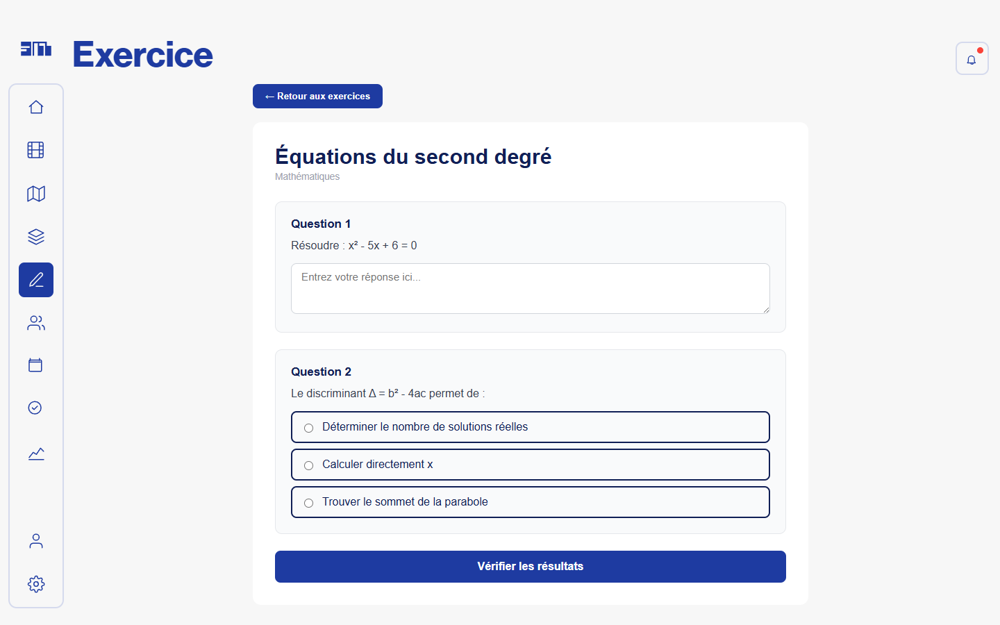 Exercice
← Retour aux exercices
Équations du second degré
Mathématiques
Question 1
Résoudre : x² - 5x + 6 = 0
Entrez votre réponse ici...
Question 2
Le discriminant Δ = b² - 4ac permet de :
Déterminer le nombre de solutions réelles
Calculer directement x
Trouver le sommet de la parabole
Vérifier les résultats